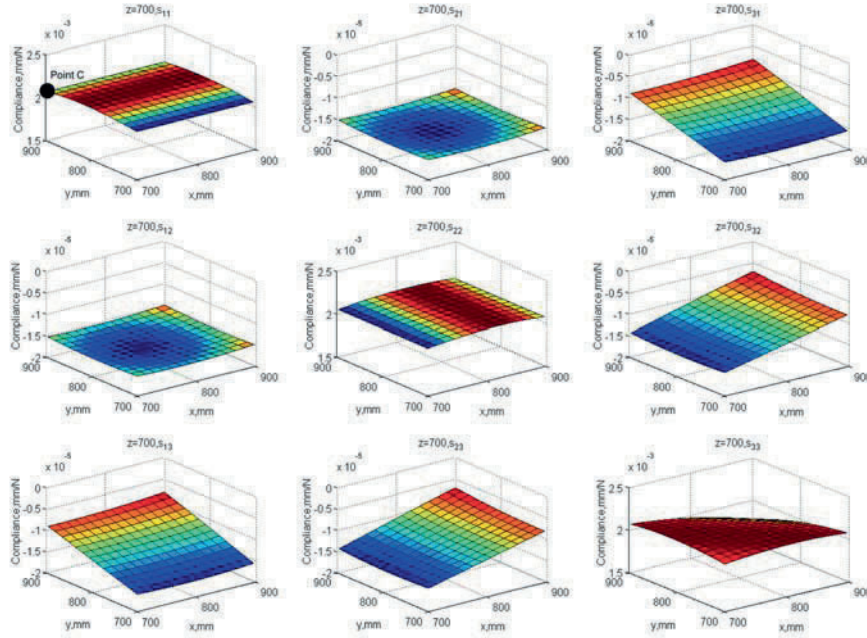 z=700,s11
x 10-3
Compliance,mm/N
2.5
2
1.5
Point C
900
800
700
y,mm
700
800
900
x,mm
z=700,s21
x 10-5
Compliance,mm/N
0
-0.5
-1
-1.5
-2
900
800
700
y,mm
700
800
900
x,mm
z=700,s31
x 10-5
Compliance,mm/N
0
-0.5
-1
-1.5
-2
900
800
700
y,mm
700
800
900
x,mm
z=700,s12
x 10-5
Compliance,mm/N
0
-0.5
-1
-1.5
-2
900
800
700
y,mm
700
800
900
x,mm
z=700,s22
x 10-3
Compliance,mm/N
2.5
2
1.5
900
800
700
y,mm
700
800
900
x,mm
z=700,s32
x 10-5
Compliance,mm/N
0
-0.5
-1
-1.5
-2
900
800
700
y,mm
700
800
900
x,mm
z=700,s13
x 10-5
Compliance,mm/N
0
-0.5
-1
-1.5
-2
900
800
700
y,mm
700
800
900
x,mm
z=700,s23
x 10-5
Compliance,mm/N
0
-0.5
-1
-1.5
-2
900
800
700
y,mm
700
800
900
x,mm
z=700,s33
x 10-3
Compliance,mm/N
2.5
2
1.5
900
800
700
y,mm
700
800
900
x,mm